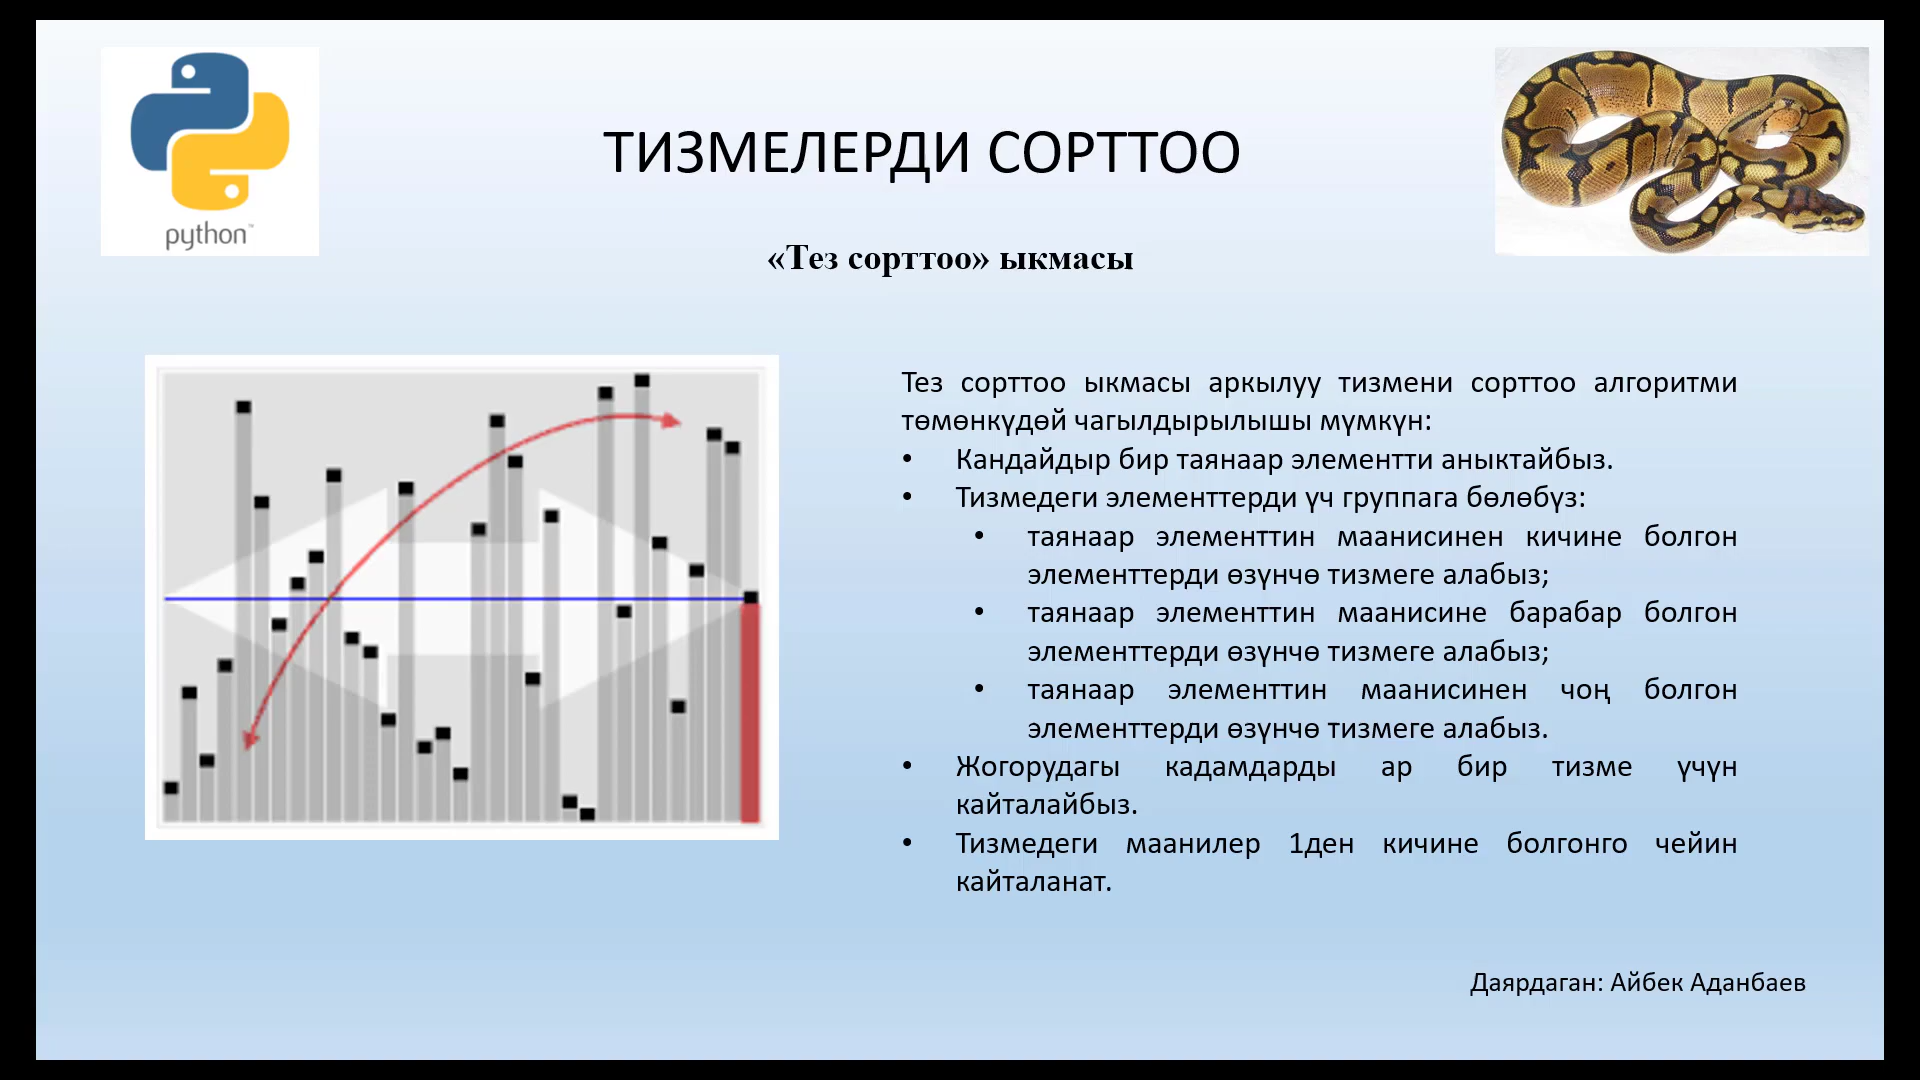 python™
ТИЗМЕЛЕРДИ СОРТТОО
«Тез сорттоо» ыкмасы
Тез сорттоо ыкмасы аркылуу тизмени сорттоо алгоритми
төмөнкүдөй чагылдырылышы мүмкүн:
• Кандайдыр бир таянаар элементти аныктайбыз.
• Тизмедеги элементтерди үч группага бөлөбүз:
• таянаар элементтин маанисинен кичине болгон
элементтерди өзүнчө тизмеге алабыз;
• таянаар элементтин маанисине барабар болгон
элементтерди өзүнчө тизмеге алабыз;
• таянаар элементтин маанисинен чоң болгон
элементтерди өзүнчө тизмеге алабыз.
• Жогорудагы кадамдарды ар бир тизме үчүн
кайталайбыз.
• Тизмедеги маанилер 1ден кичине болгонго чейин
кайталанат.
Даярдаган: Айбек Аданбаев